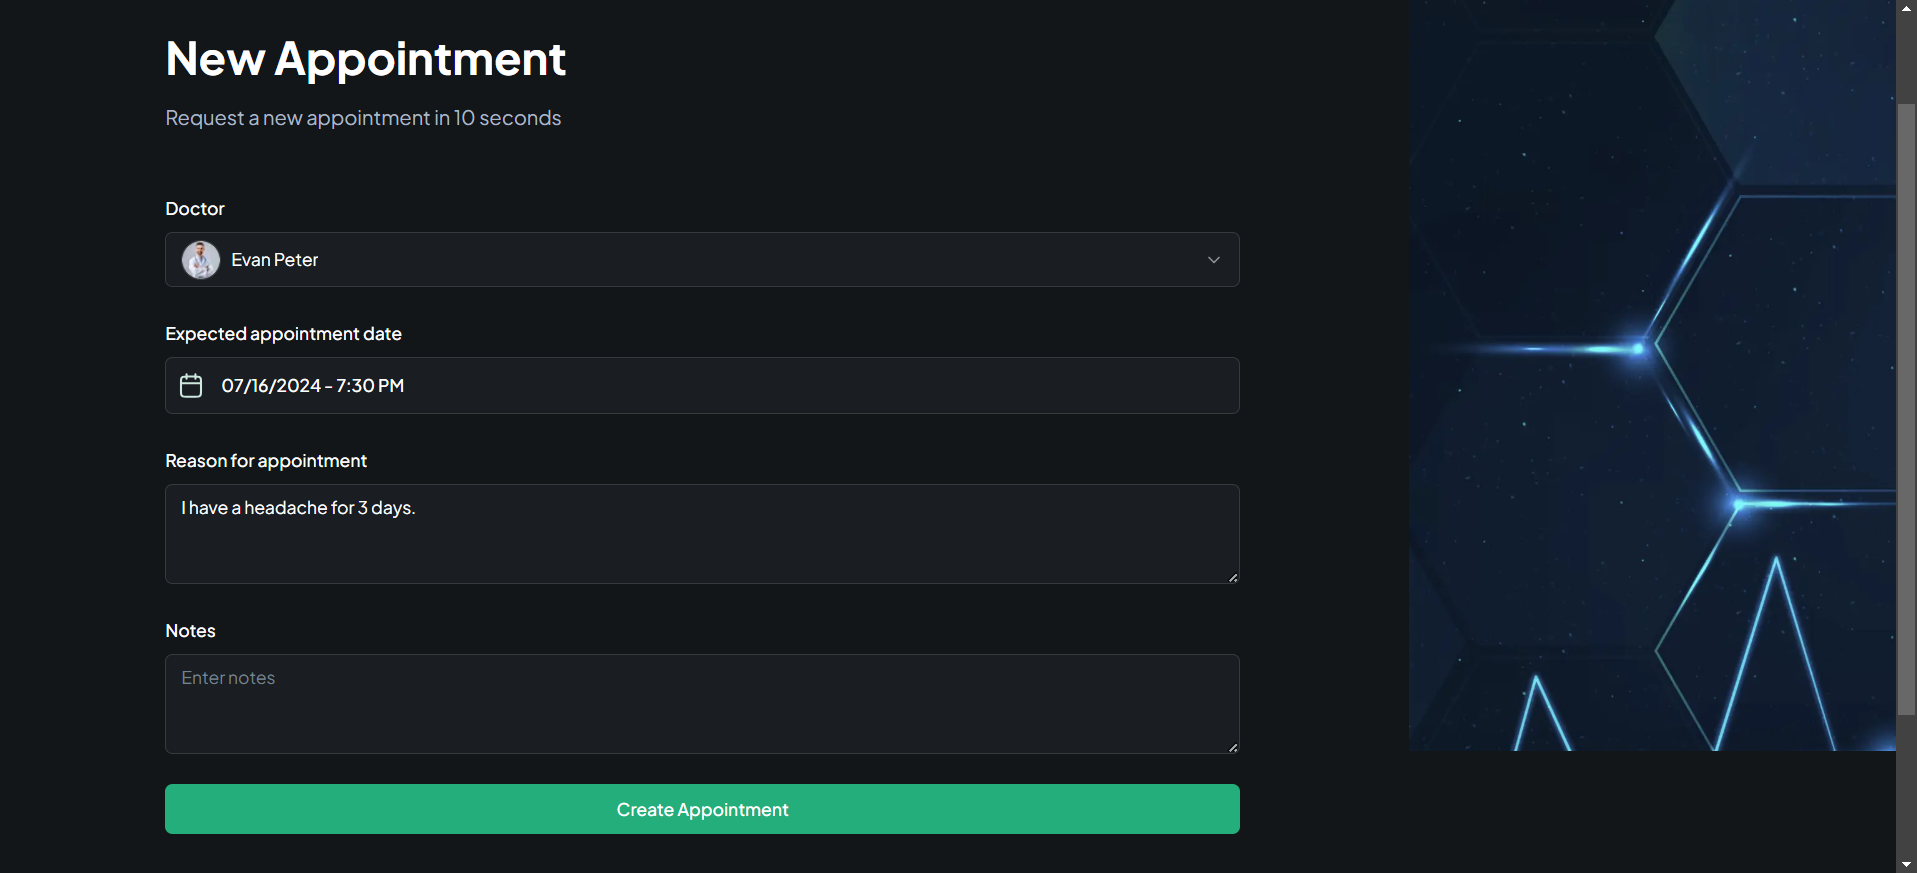 New Appointment
Request a new appointment in 10 seconds
Doctor
Evan Peter
Expected appointment date
07/16/2024 - 7:30 PM
Reason for appointment
I have a headache for 3 days.
Notes
Enter notes
Create Appointment